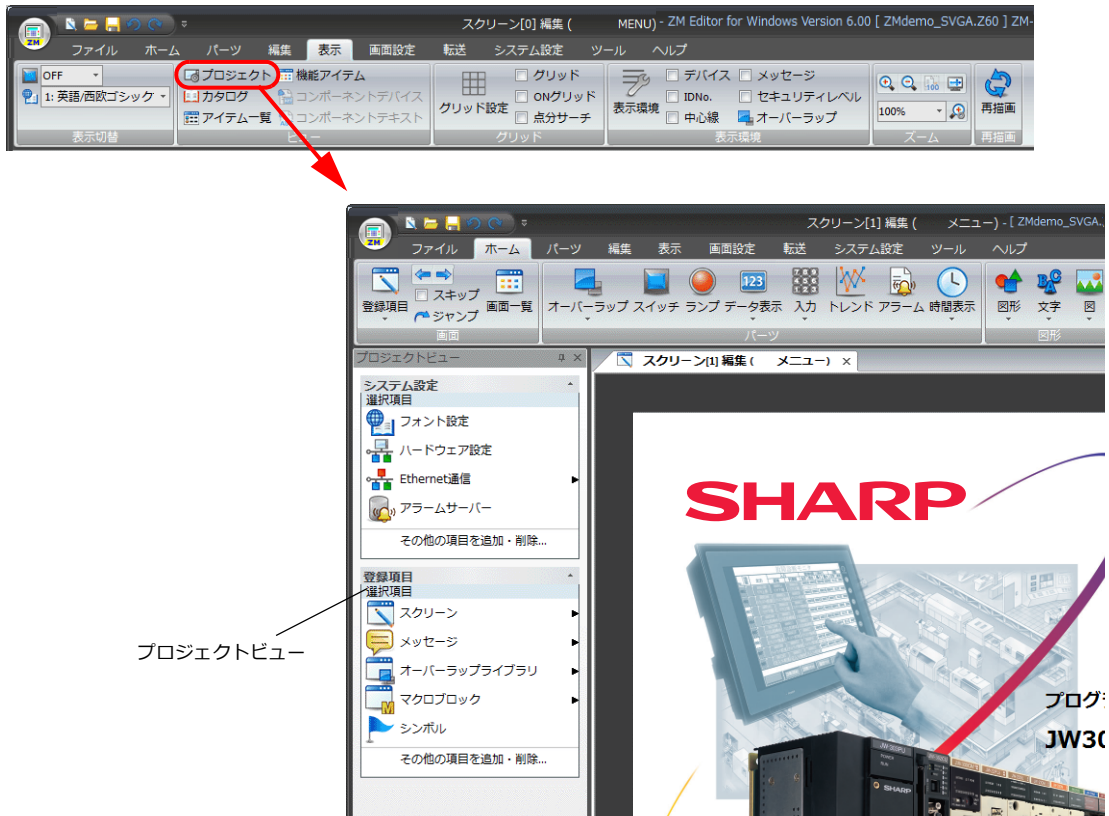 スクリーン[0] 編集 ( MENU) - ZM Editor for Windows Version 6.00 [ ZMdemo_SVGA.Z60 ] ZM-
ZM
ファイル ホーム パーツ 編集 表示 画面設定 転送 システム設定 ツール ヘルプ
OFF プロジェクト 機能アイテム グリッド デバイス メッセージ
1: 英語/西欧ゴシック カタログ コンポーネントデバイス グリッド設定 ONグリッド 表示環境 IDNo. セキュリティレベル 100% 再描画
アイテム一覧 コンポーネントテキスト 点分サーチ 中心線 オーバーラップ
表示切替 ビュー グリッド 表示環境 ズーム 再描画
スクリーン[1] 編集 ( メニュー) - [ ZMdemo_SVGA.
ZM
ファイル ホーム パーツ 編集 表示 画面設定 転送 システム設定 ツール ヘルプ
登録項目 スキップ ジャンプ 画面一覧 オーバーラップ スイッチ ランプ 123 データ表示 入力 トレンド アラーム 時間表示 図形 文字 図
画面 パーツ 図形
プロジェクトビュー
スクリーン[1] 編集 ( メニュー) ×
システム設定
選択項目
フォント設定
ハードウェア設定
Ethernet通信
アラームサーバー
その他の項目を追加・削除...
登録項目
選択項目
スクリーン
メッセージ
オーバーラップライブラリ
マクロブロック
シンボル
その他の項目を追加・削除...
プロジェクトビュー
SHARP
プログラ
JW30
SHARP